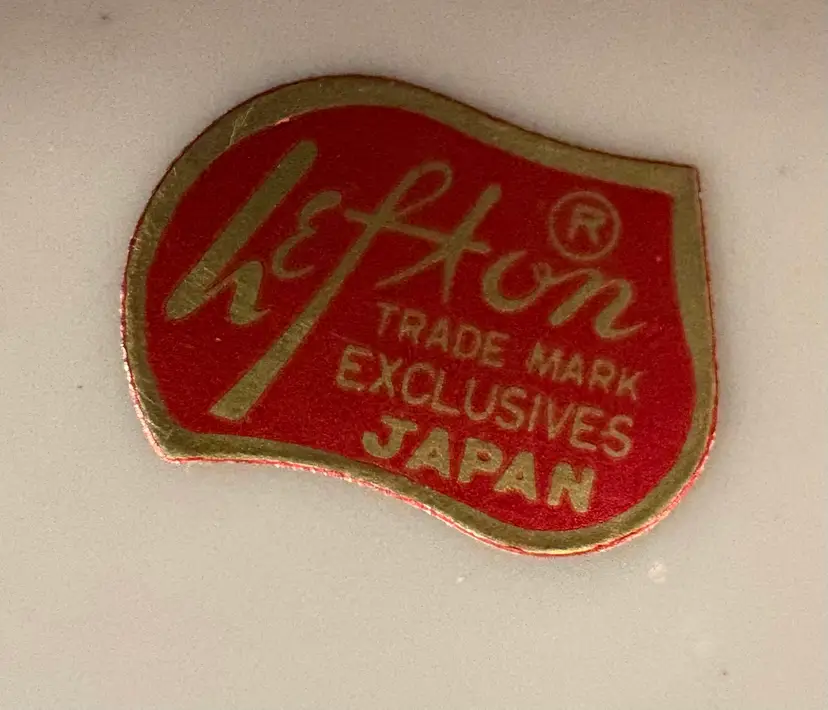 Lefton ®
TRADE MARK
EXCLUSIVES
JAPAN